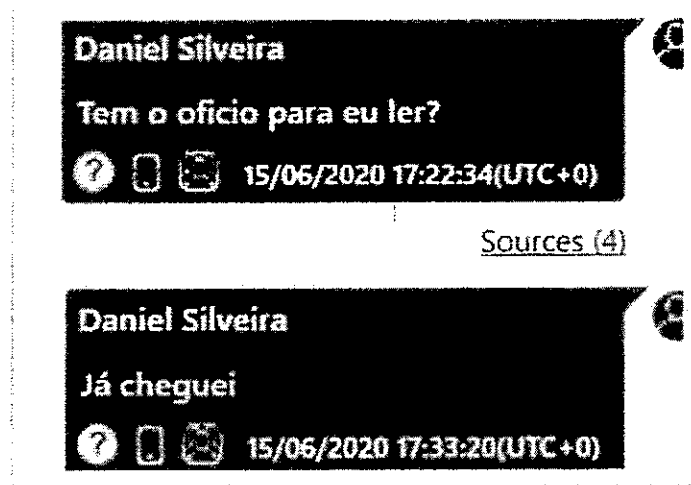 Daniel Silveira
Tem o oficio para eu ler?
? 15/06/2020 17:22:34(UTC+0)
Sources (4)
Daniel Silveira
Já cheguei
? 15/06/2020 17:33:20(UTC+0)